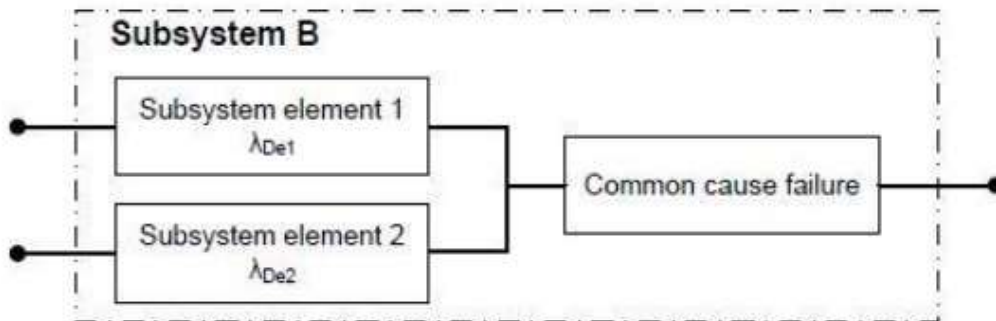 Subsystem B
Subsystem element 1
λDe1
Subsystem element 2
λDe2
Common cause failure